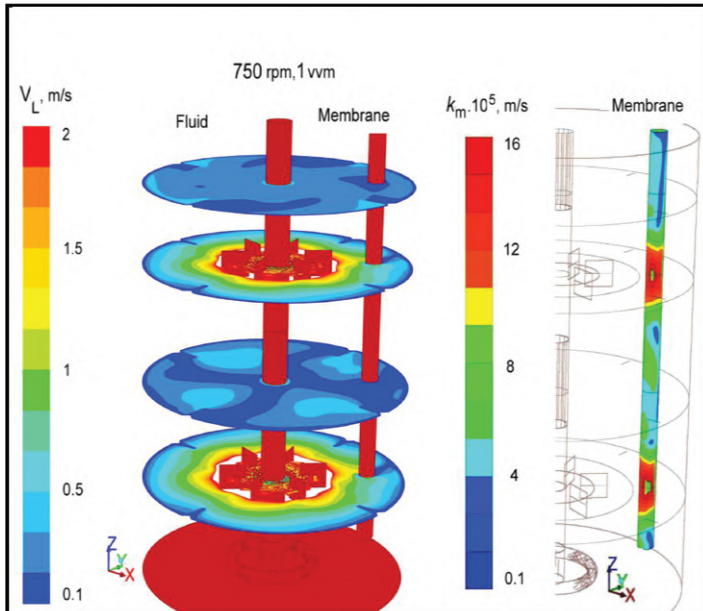 750 rpm,1 vvm
V_L, m/s
Fluid
Membrane
2
1.5
1
0.5
0.1
Z
Y
X
k_m.10^5, m/s
Membrane
16
12
8
4
0.1
Z
Y
X